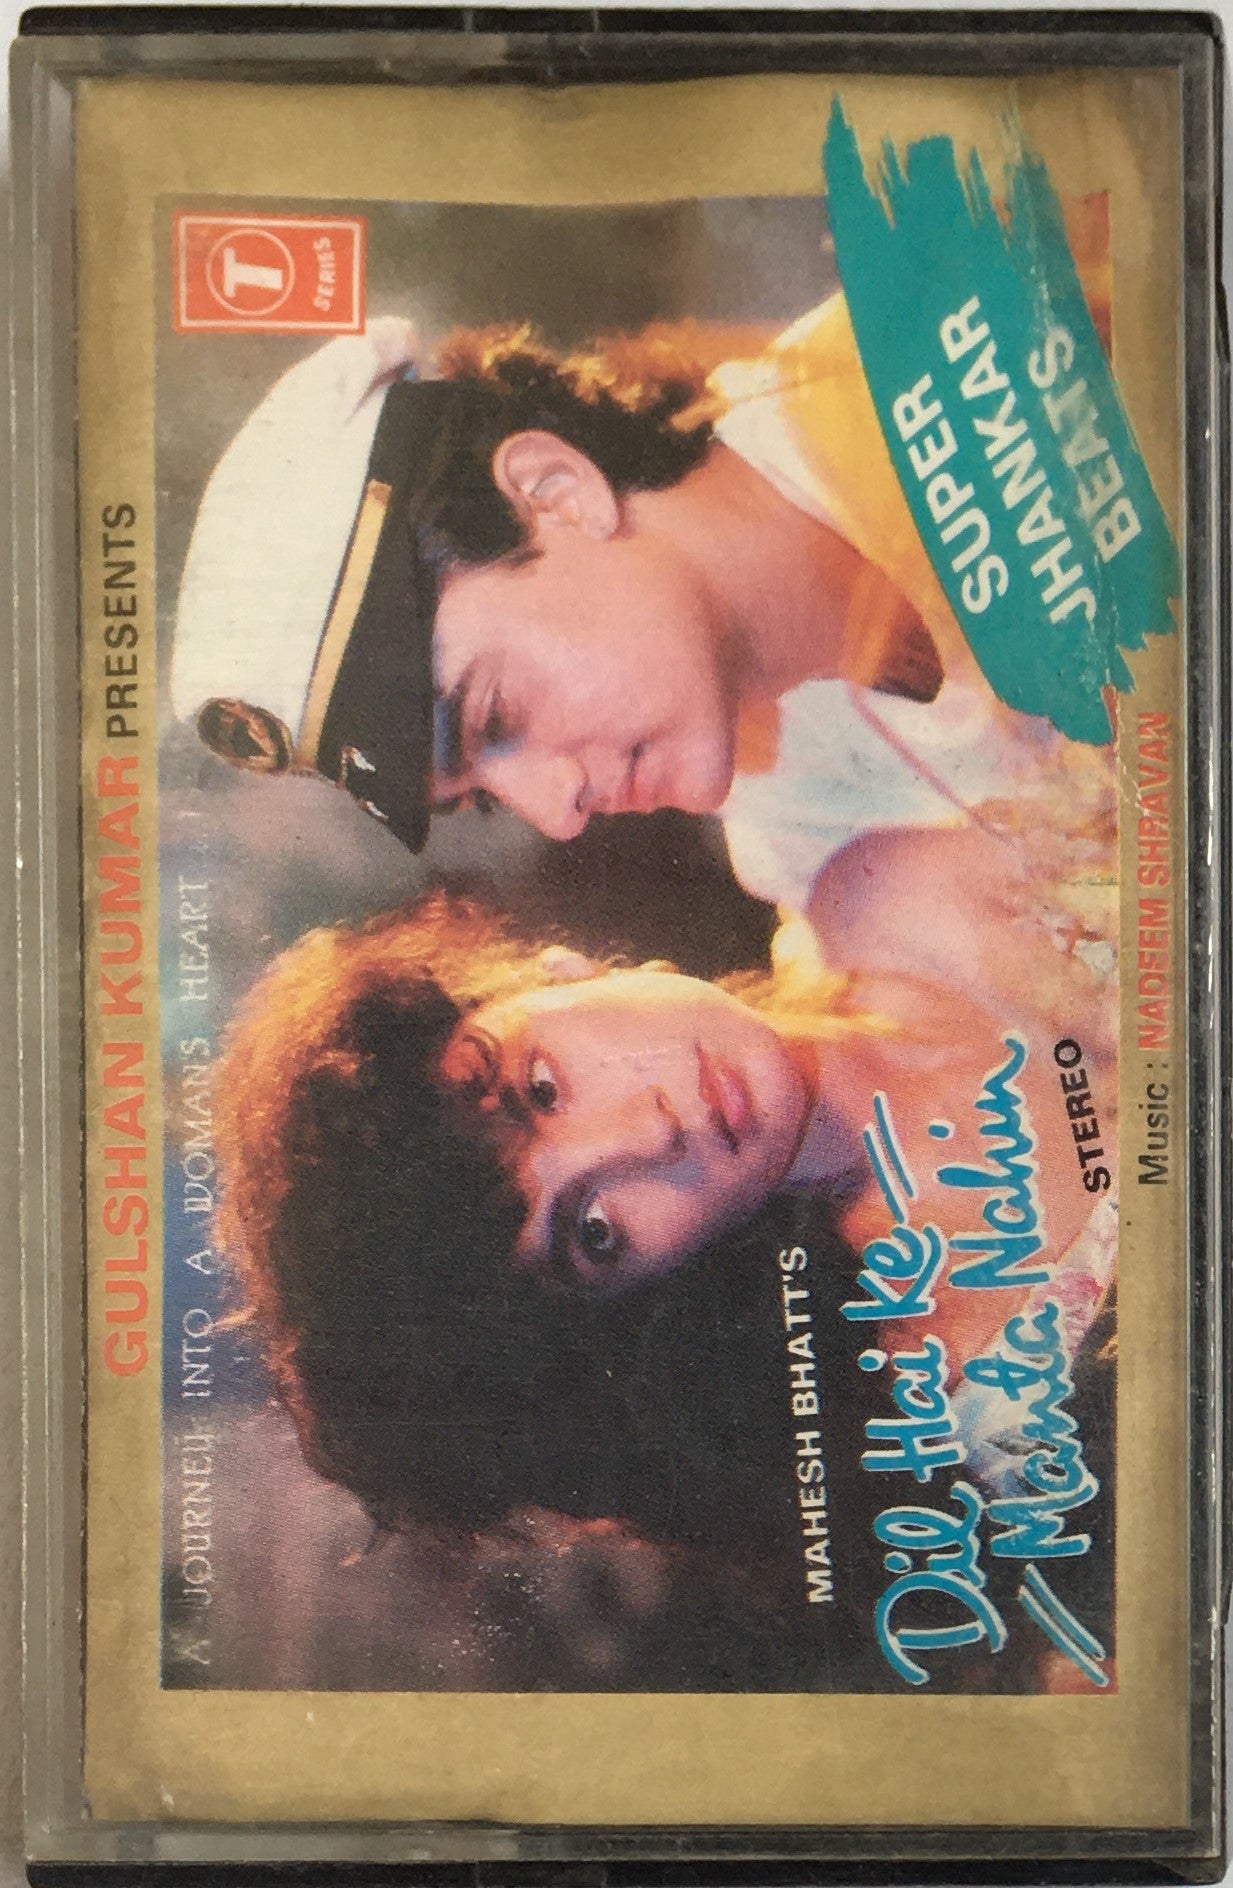 GULSHAN KUMAR PRESENTS
A JOURNEY INTO A WOMANS HEART ...
T
SERIES
MAHESH BHATT'S
Dil Hai Ke
Manta Nahin
STEREO
SUPER
JHANKAR
BEATS
Music : NADEEM SHRAVAN